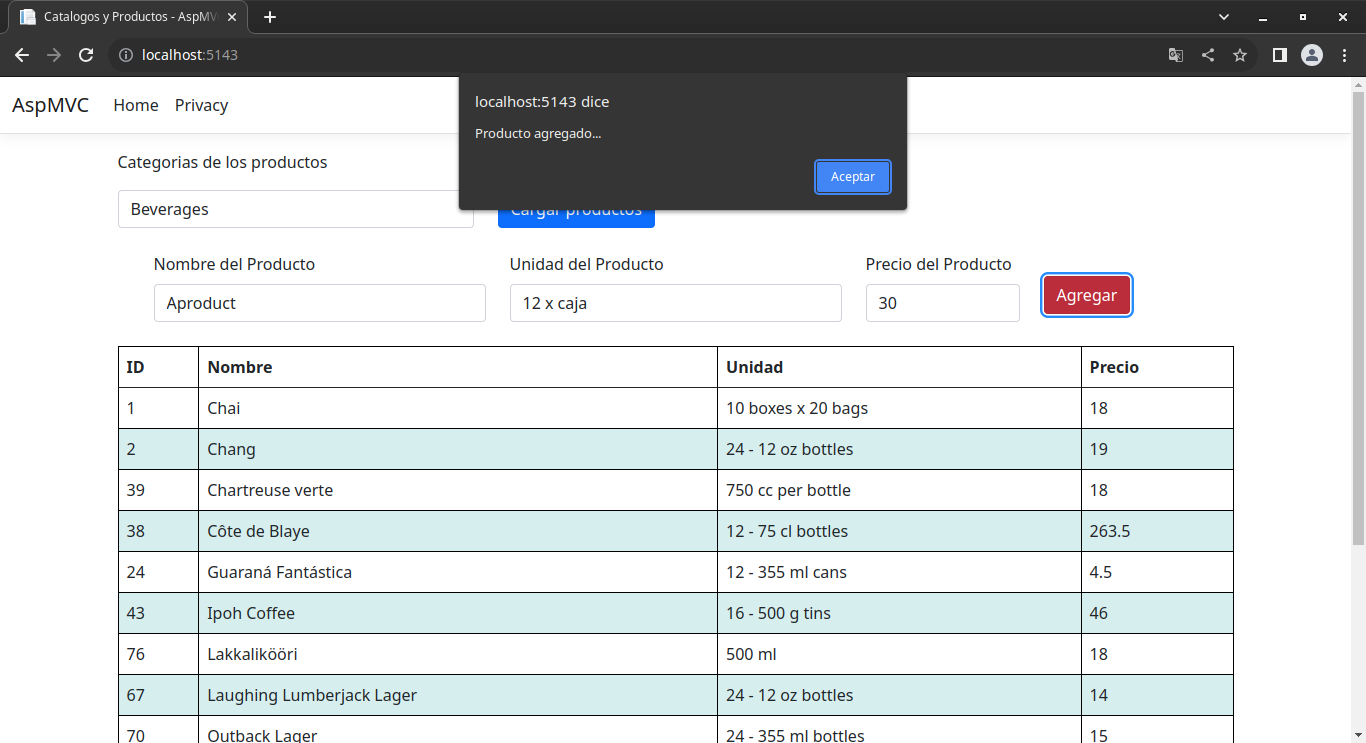 Catalogos y Productos - AspMV
localhost:5143
AspMVC Home Privacy
localhost:5143 dice
Producto agregado...
Aceptar
Categorias de los productos
Beverages
Cargar productos
Nombre del Producto Unidad del Producto Precio del Producto
Aproduct 12 x caja 30 Agregar
ID Nombre Unidad Precio
1 Chai 10 boxes x 20 bags 18
2 Chang 24 - 12 oz bottles 19
39 Chartreuse verte 750 cc per bottle 18
38 Côte de Blaye 12 - 75 cl bottles 263.5
24 Guaraná Fantástica 12 - 355 ml cans 4.5
43 Ipoh Coffee 16 - 500 g tins 46
76 Lakkalikööri 500 ml 18
67 Laughing Lumberjack Lager 24 - 12 oz bottles 14
70 Outback Lager 24 - 355 ml bottles 15